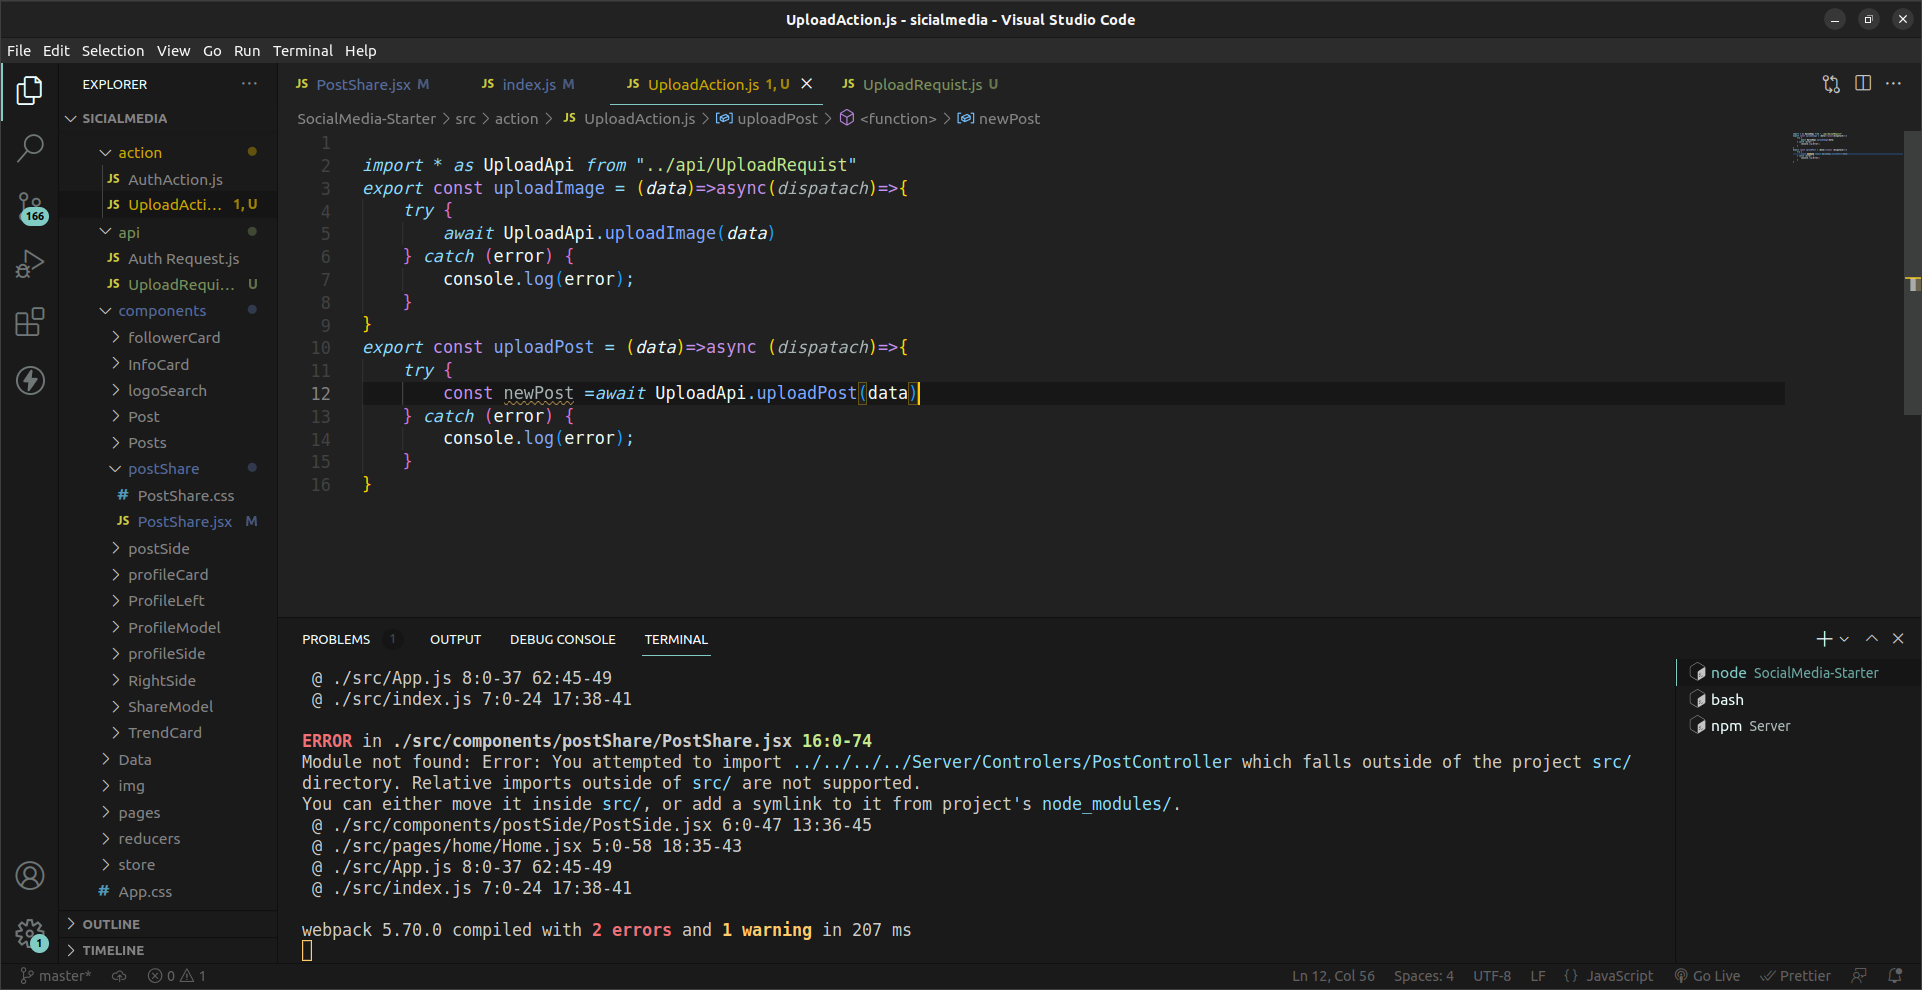 UploadAction.js - sicialmedia - Visual Studio Code
File Edit Selection View Go Run Terminal Help
EXPLORER
SICIALMEDIA
action
JS AuthAction.js
JS UploadActi... 1, U
api
JS Auth Request.js
JS UploadRequi... U
components
followerCard
InfoCard
logoSearch
Post
Posts
postShare
# PostShare.css
JS PostShare.jsx M
postSide
profileCard
ProfileLeft
ProfileModel
profileSide
RightSide
ShareModel
TrendCard
Data
img
pages
reducers
store
# App.css
OUTLINE
TIMELINE
166
1
JS PostShare.jsx M JS index.js M JS UploadAction.js 1, U JS UploadRequist.js U
SocialMedia-Starter > src > action > JS UploadAction.js > uploadPost > <function> > newPost
1
2 import * as UploadApi from "../api/UploadRequist"
3 export const uploadImage = (data)=>async(dispatach)=>{
4 try {
5 await UploadApi.uploadImage(data)
6 } catch (error) {
7 console.log(error);
8 }
9 }
10 export const uploadPost = (data)=>async (dispatach)=>{
11 try {
12 const newPost =await UploadApi.uploadPost(data)
13 } catch (error) {
14 console.log(error);
15 }
16 }
PROBLEMS 1 OUTPUT DEBUG CONSOLE TERMINAL
@ ./src/App.js 8:0-37 62:45-49
@ ./src/index.js 7:0-24 17:38-41
ERROR in ./src/components/postShare/PostShare.jsx 16:0-74
Module not found: Error: You attempted to import ../../../../Server/Controlers/PostController which falls outside of the project src/
directory. Relative imports outside of src/ are not supported.
You can either move it inside src/, or add a symlink to it from project's node_modules/.
@ ./src/components/postSide/PostSide.jsx 6:0-47 13:36-45
@ ./src/pages/home/Home.jsx 5:0-58 18:35-43
@ ./src/App.js 8:0-37 62:45-49
@ ./src/index.js 7:0-24 17:38-41
webpack 5.70.0 compiled with 2 errors and 1 warning in 207 ms
node SocialMedia-Starter
bash
npm Server
master* 0 1 Ln 12, Col 56 Spaces: 4 UTF-8 LF {} JavaScript Go Live Prettier